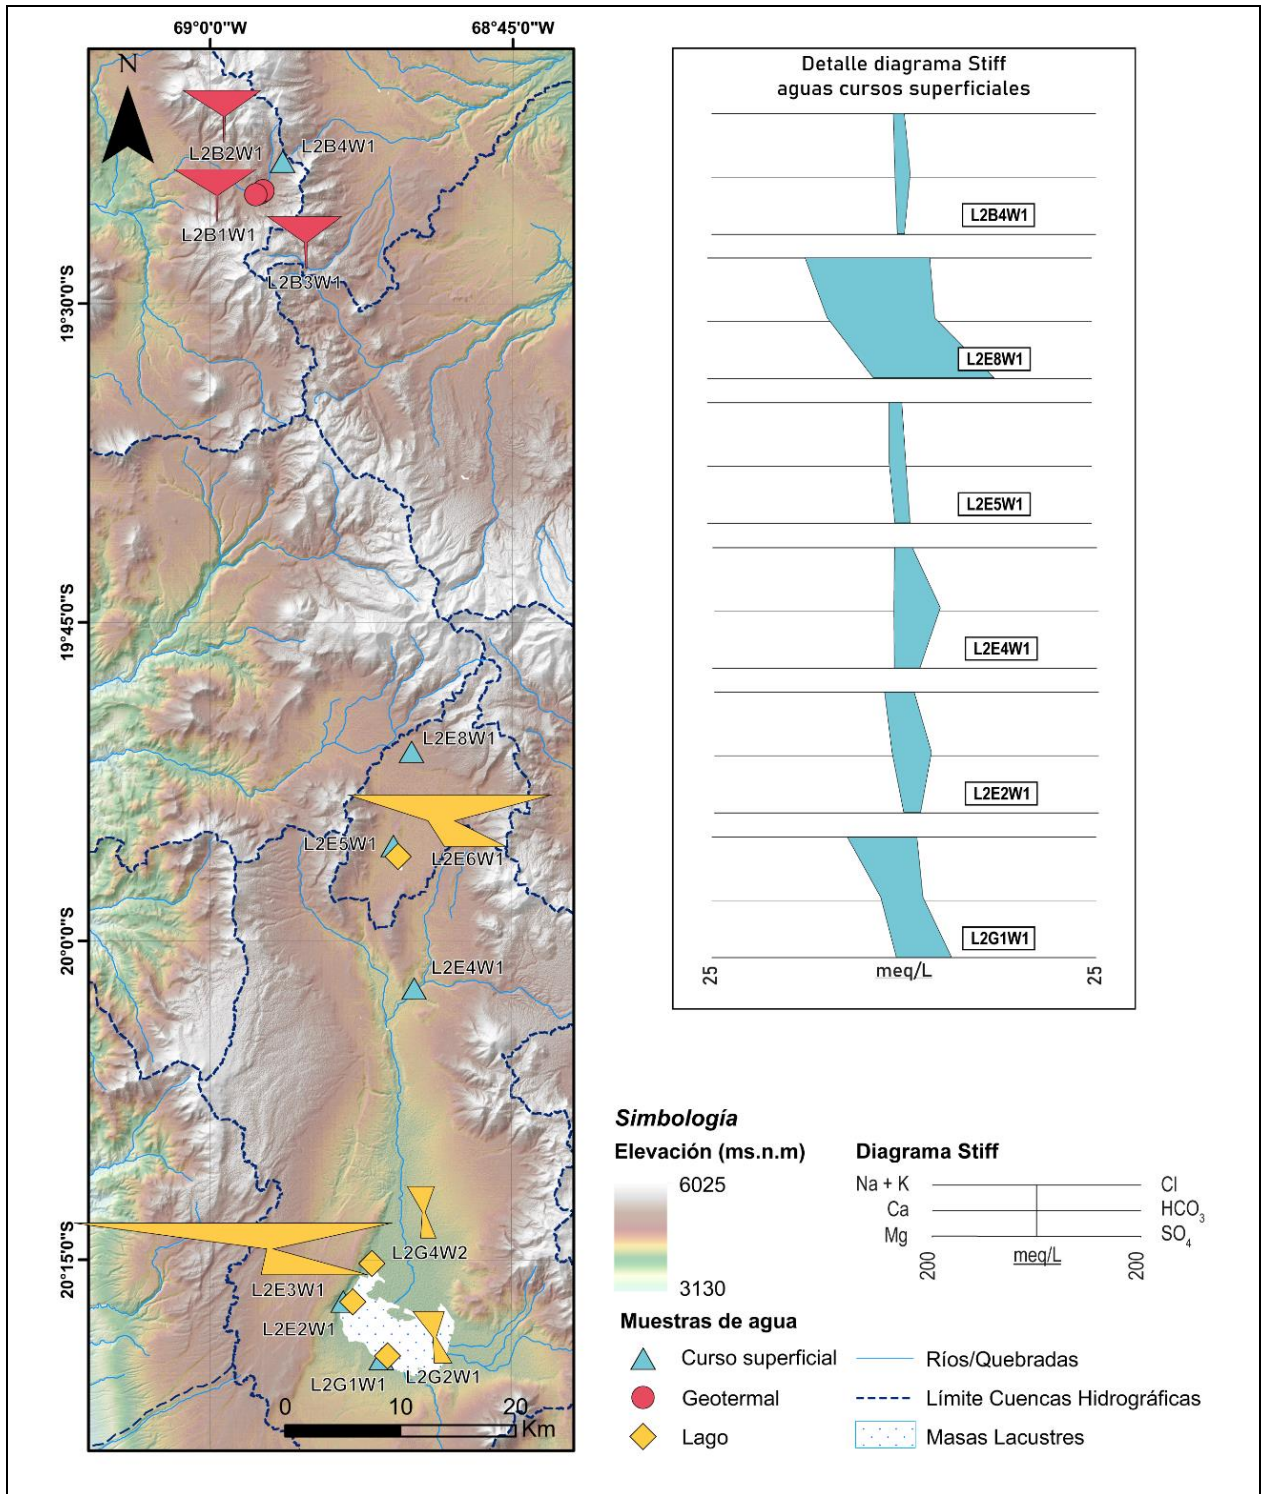 69°0'0"W
68°45'0"W
N
L2B2W1
L2B4W1
L2B1W1
L2B3W1
19°30'0"S
19°45'0"S
L2E8W1
L2E5W1
L2E6W1
20°0'0"S
L2E4W1
20°15'0"S
L2G4W2
L2E3W1
L2E2W1
L2G1W1
L2G2W1
0 10 20
Km
Detalle diagrama Stiff
aguas cursos superficiales
L2B4W1
L2E8W1
L2E5W1
L2E4W1
L2E2W1
L2G1W1
25 meq/L 25
Simbología
Elevación (ms.n.m)
6025
3130
Diagrama Stiff
Na + K Cl
Ca HCO3
Mg SO4
200 meq/L 200
Muestras de agua
Curso superficial
Geotermal
Lago
Ríos/Quebradas
Límite Cuencas Hidrográficas
Masas Lacustres